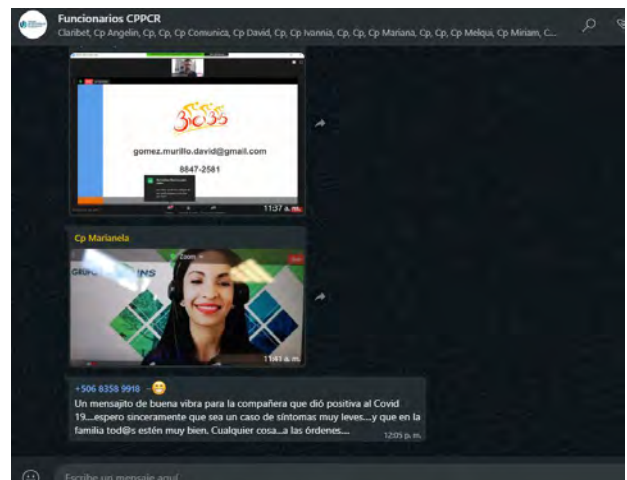 Funcionarios CPPCR
Claribet, Cp Angelin, Cp, Cp, Cp Comunica, Cp David, Cp, Cp Ivannia, Cp, Cp, Cp Mariana, Cp, Cp, Cp Melqui, Cp Miriam, C...
gomez.murillo.david@gmail.com
8847-2581
11:37 a. m.
Cp Marianela
Zoom
GRUPO INS
11:41 a. m.
+506 8358 9918 ~😁
Un mensajito de buena vibra para la compañera que dió positiva al Covid
19....espero sinceramente que sea un caso de síntomas muy leves....y que en la
familia tod@s estén muy bien. Cualquier cosa...a las órdenes....
12:05 p. m.
Escribe un mensaje aquí